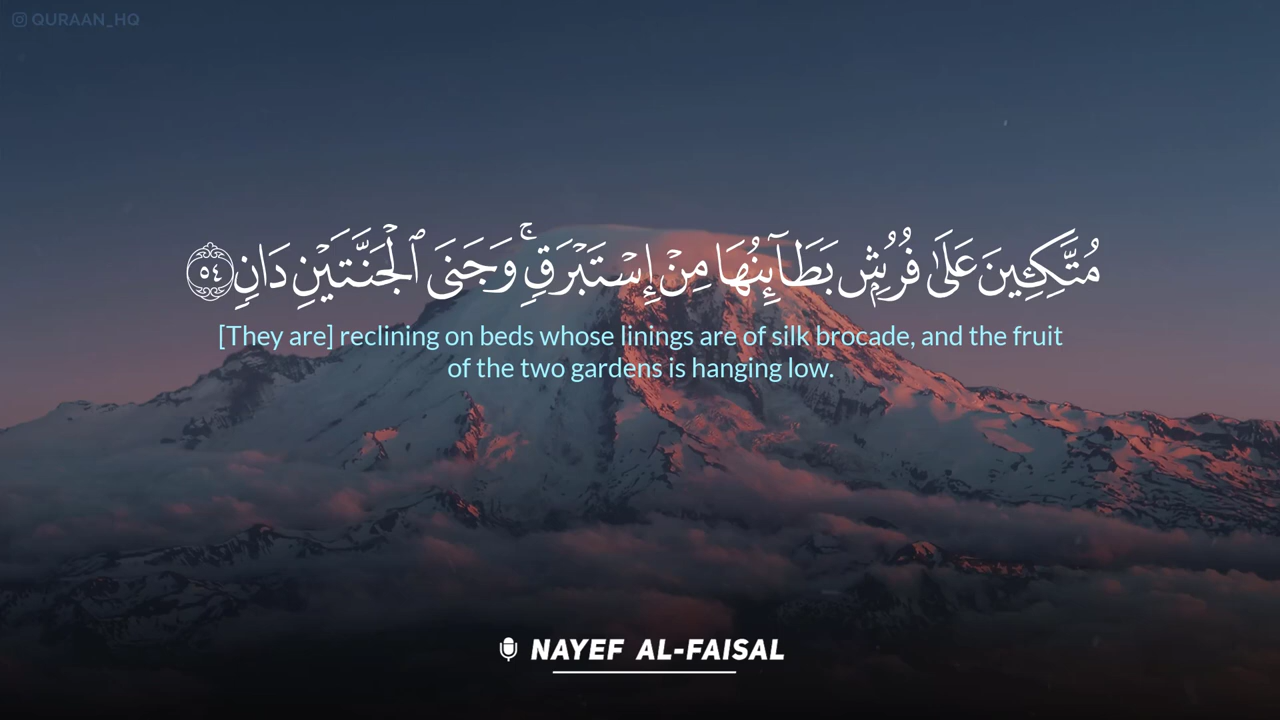 QURAAN_HQ
مُتَّكِـِٔينَ عَلَىٰ فُرُشٍۭ بَطَآئِنُهَا مِنْ إِسْتَبْرَقٍۚ وَجَنَى ٱلْجَنَّتَيْنِ دَانٍ ٥٤
[They are] reclining on beds whose linings are of silk brocade, and the fruit
of the two gardens is hanging low.
NAYEF AL-FAISAL